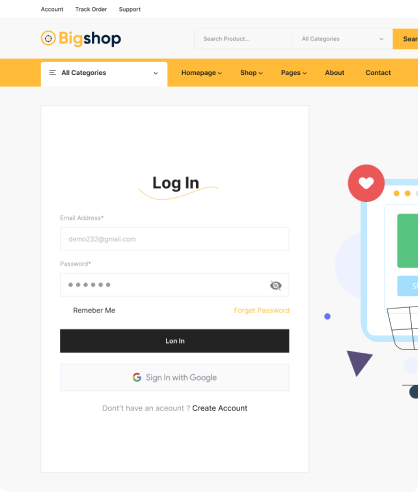 Account Track Order Support
Bigshop
Search Product... All Categories Sear
All Categories Homepage Shop Pages About Contact
Log In
Email Address*
demo232@gmail.com
Password*
Remeber Me Forget Password
Lon In
Sign In with Google
Dont't have an aceount ? Create Account